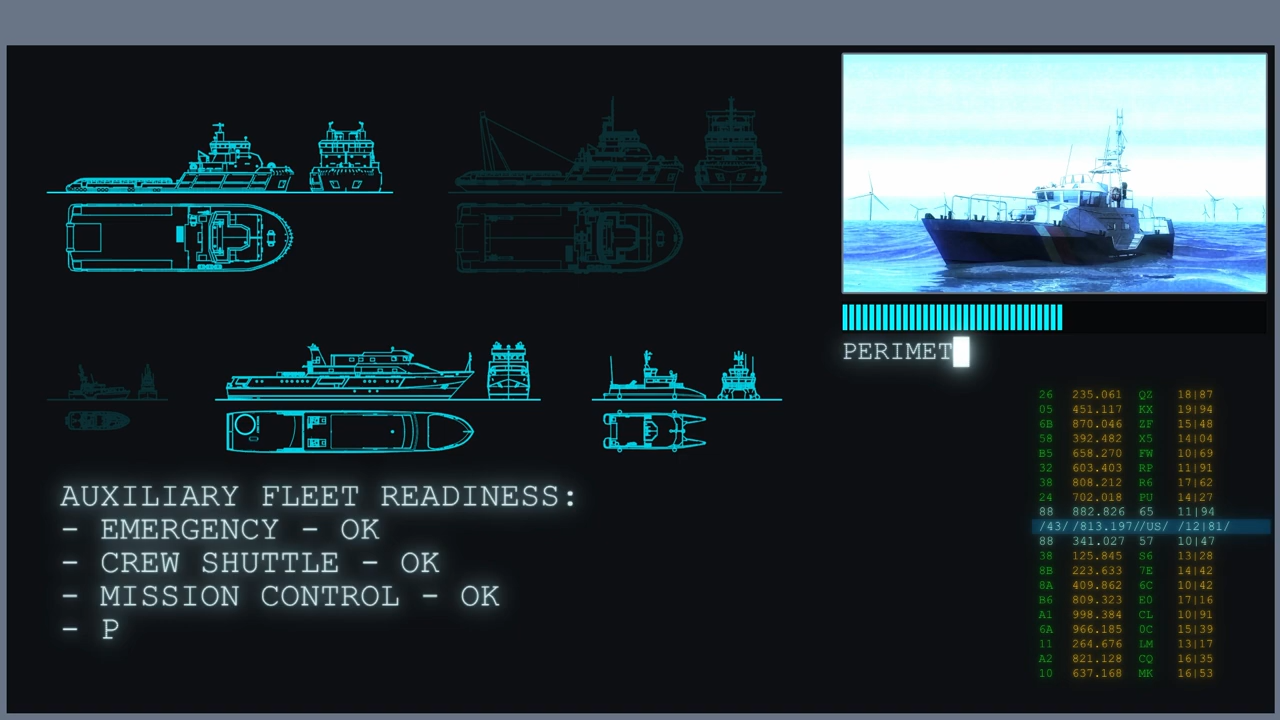 AUXILIARY FLEET READINESS:
- EMERGENCY - OK
- CREW SHUTTLE - OK
- MISSION CONTROL - OK
- P
PERIMET
26 235.061 QZ 18|87
05 451.117 KX 19|94
6B 870.046 ZF 15|48
58 392.482 X5 14|04
B5 658.270 FW 10|69
32 603.403 RP 11|91
38 808.212 R6 17|62
24 702.018 PU 14|27
88 882.826 65 11|94
/43/ /813.197//US/ /12|81/
88 341.027 57 10|47
38 125.845 S6 13|28
8B 223.633 7E 14|42
8A 409.862 6C 10|42
B6 809.323 E0 17|16
A1 998.384 CL 10|91
6A 966.185 0C 15|39
11 264.676 LM 13|17
A2 821.128 CQ 16|35
10 637.168 MK 16|53